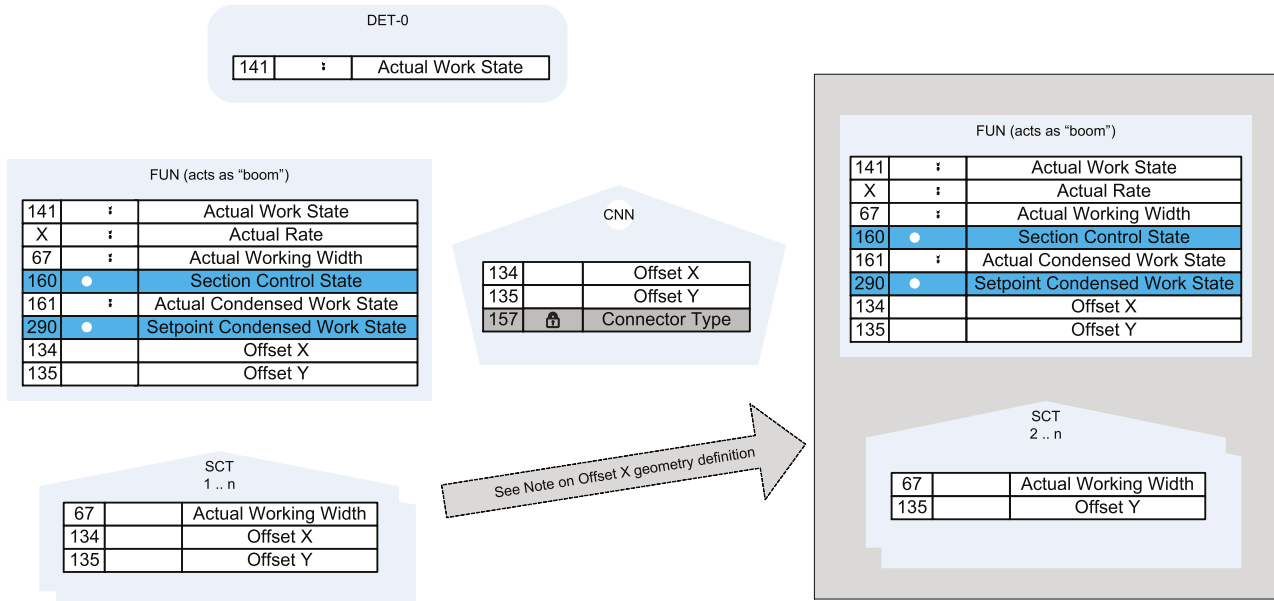 DET-0
141 Actual Work State
FUN (acts as “boom”)
141 Actual Work State
X Actual Rate
67 Actual Working Width
160 Section Control State
161 Actual Condensed Work State
290 Setpoint Condensed Work State
134 Offset X
135 Offset Y
CNN
134 Offset X
135 Offset Y
157 Connector Type
SCT
1 .. n
67 Actual Working Width
134 Offset X
135 Offset Y
See Note on Offset X geometry definition
FUN (acts as “boom”)
141 Actual Work State
X Actual Rate
67 Actual Working Width
160 Section Control State
161 Actual Condensed Work State
290 Setpoint Condensed Work State
134 Offset X
135 Offset Y
SCT
2 .. n
67 Actual Working Width
135 Offset Y